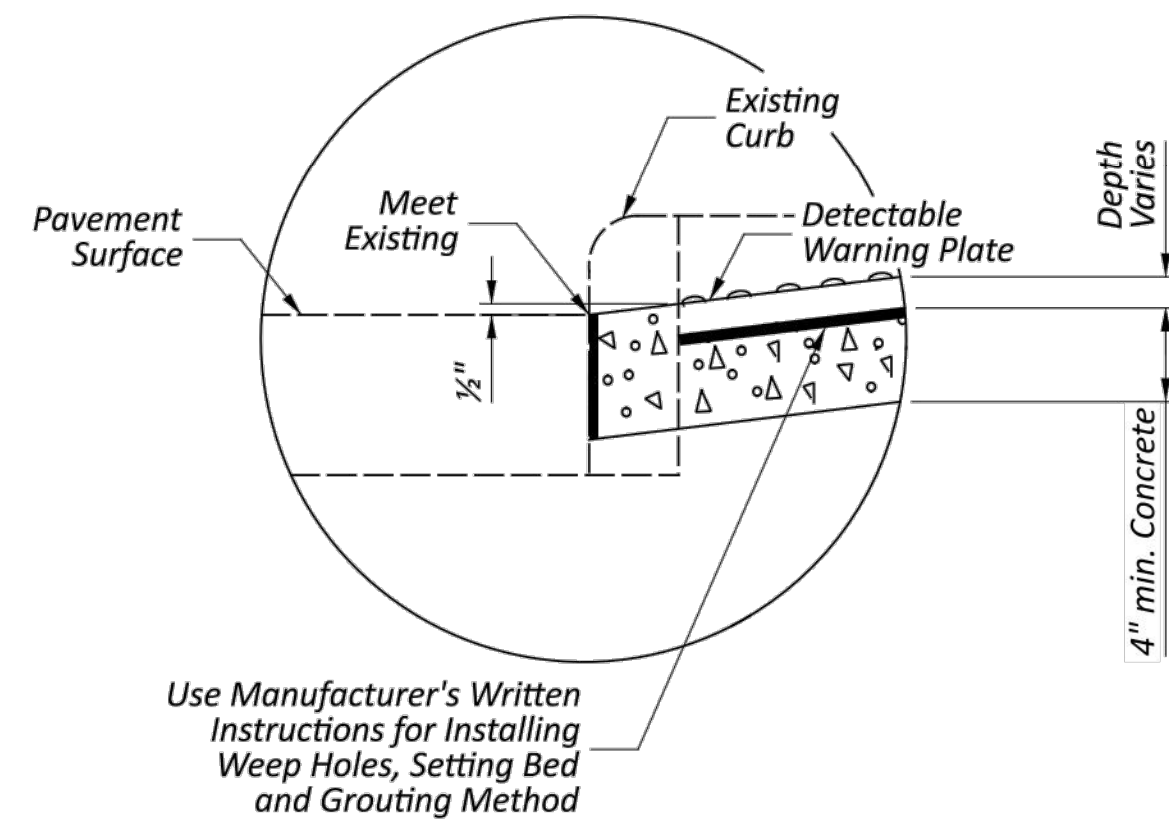 Existing
Curb
Depth
Varies
Meet
Existing
Pavement
Surface
Detectable
Warning Plate
½"
4" min. Concrete
Use Manufacturer's Written
Instructions for Installing
Weep Holes, Setting Bed
and Grouting Method